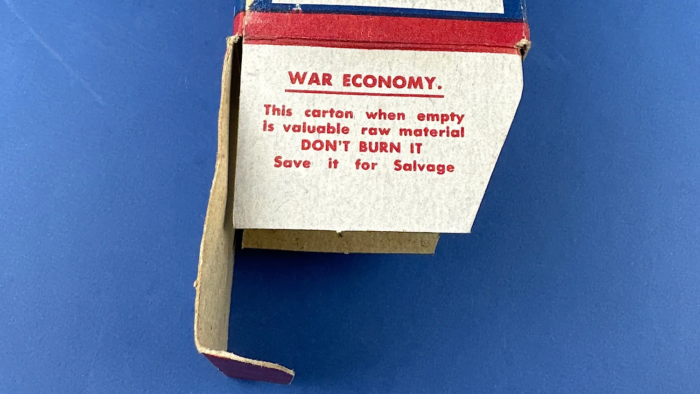 WAR ECONOMY.
This carton when empty
is valuable raw material
DON'T BURN IT
Save it for Salvage